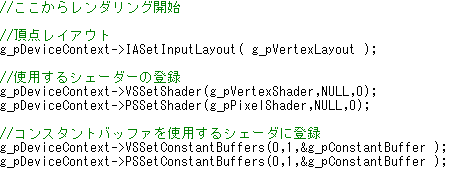 //ここからレンダリング開始
//頂点レイアウト
g_pDeviceContext->IASetInputLayout( g_pVertexLayout );
//使用するシェーダーの登録
g_pDeviceContext->VSSetShader(g_pVertexShader,NULL,0);
g_pDeviceContext->PSSetShader(g_pPixelShader,NULL,0);
//コンスタントバッファを使用するシェーダに登録
g_pDeviceContext->VSSetConstantBuffers(0,1,&g_pConstantBuffer );
g_pDeviceContext->PSSetConstantBuffers(0,1,&g_pConstantBuffer );